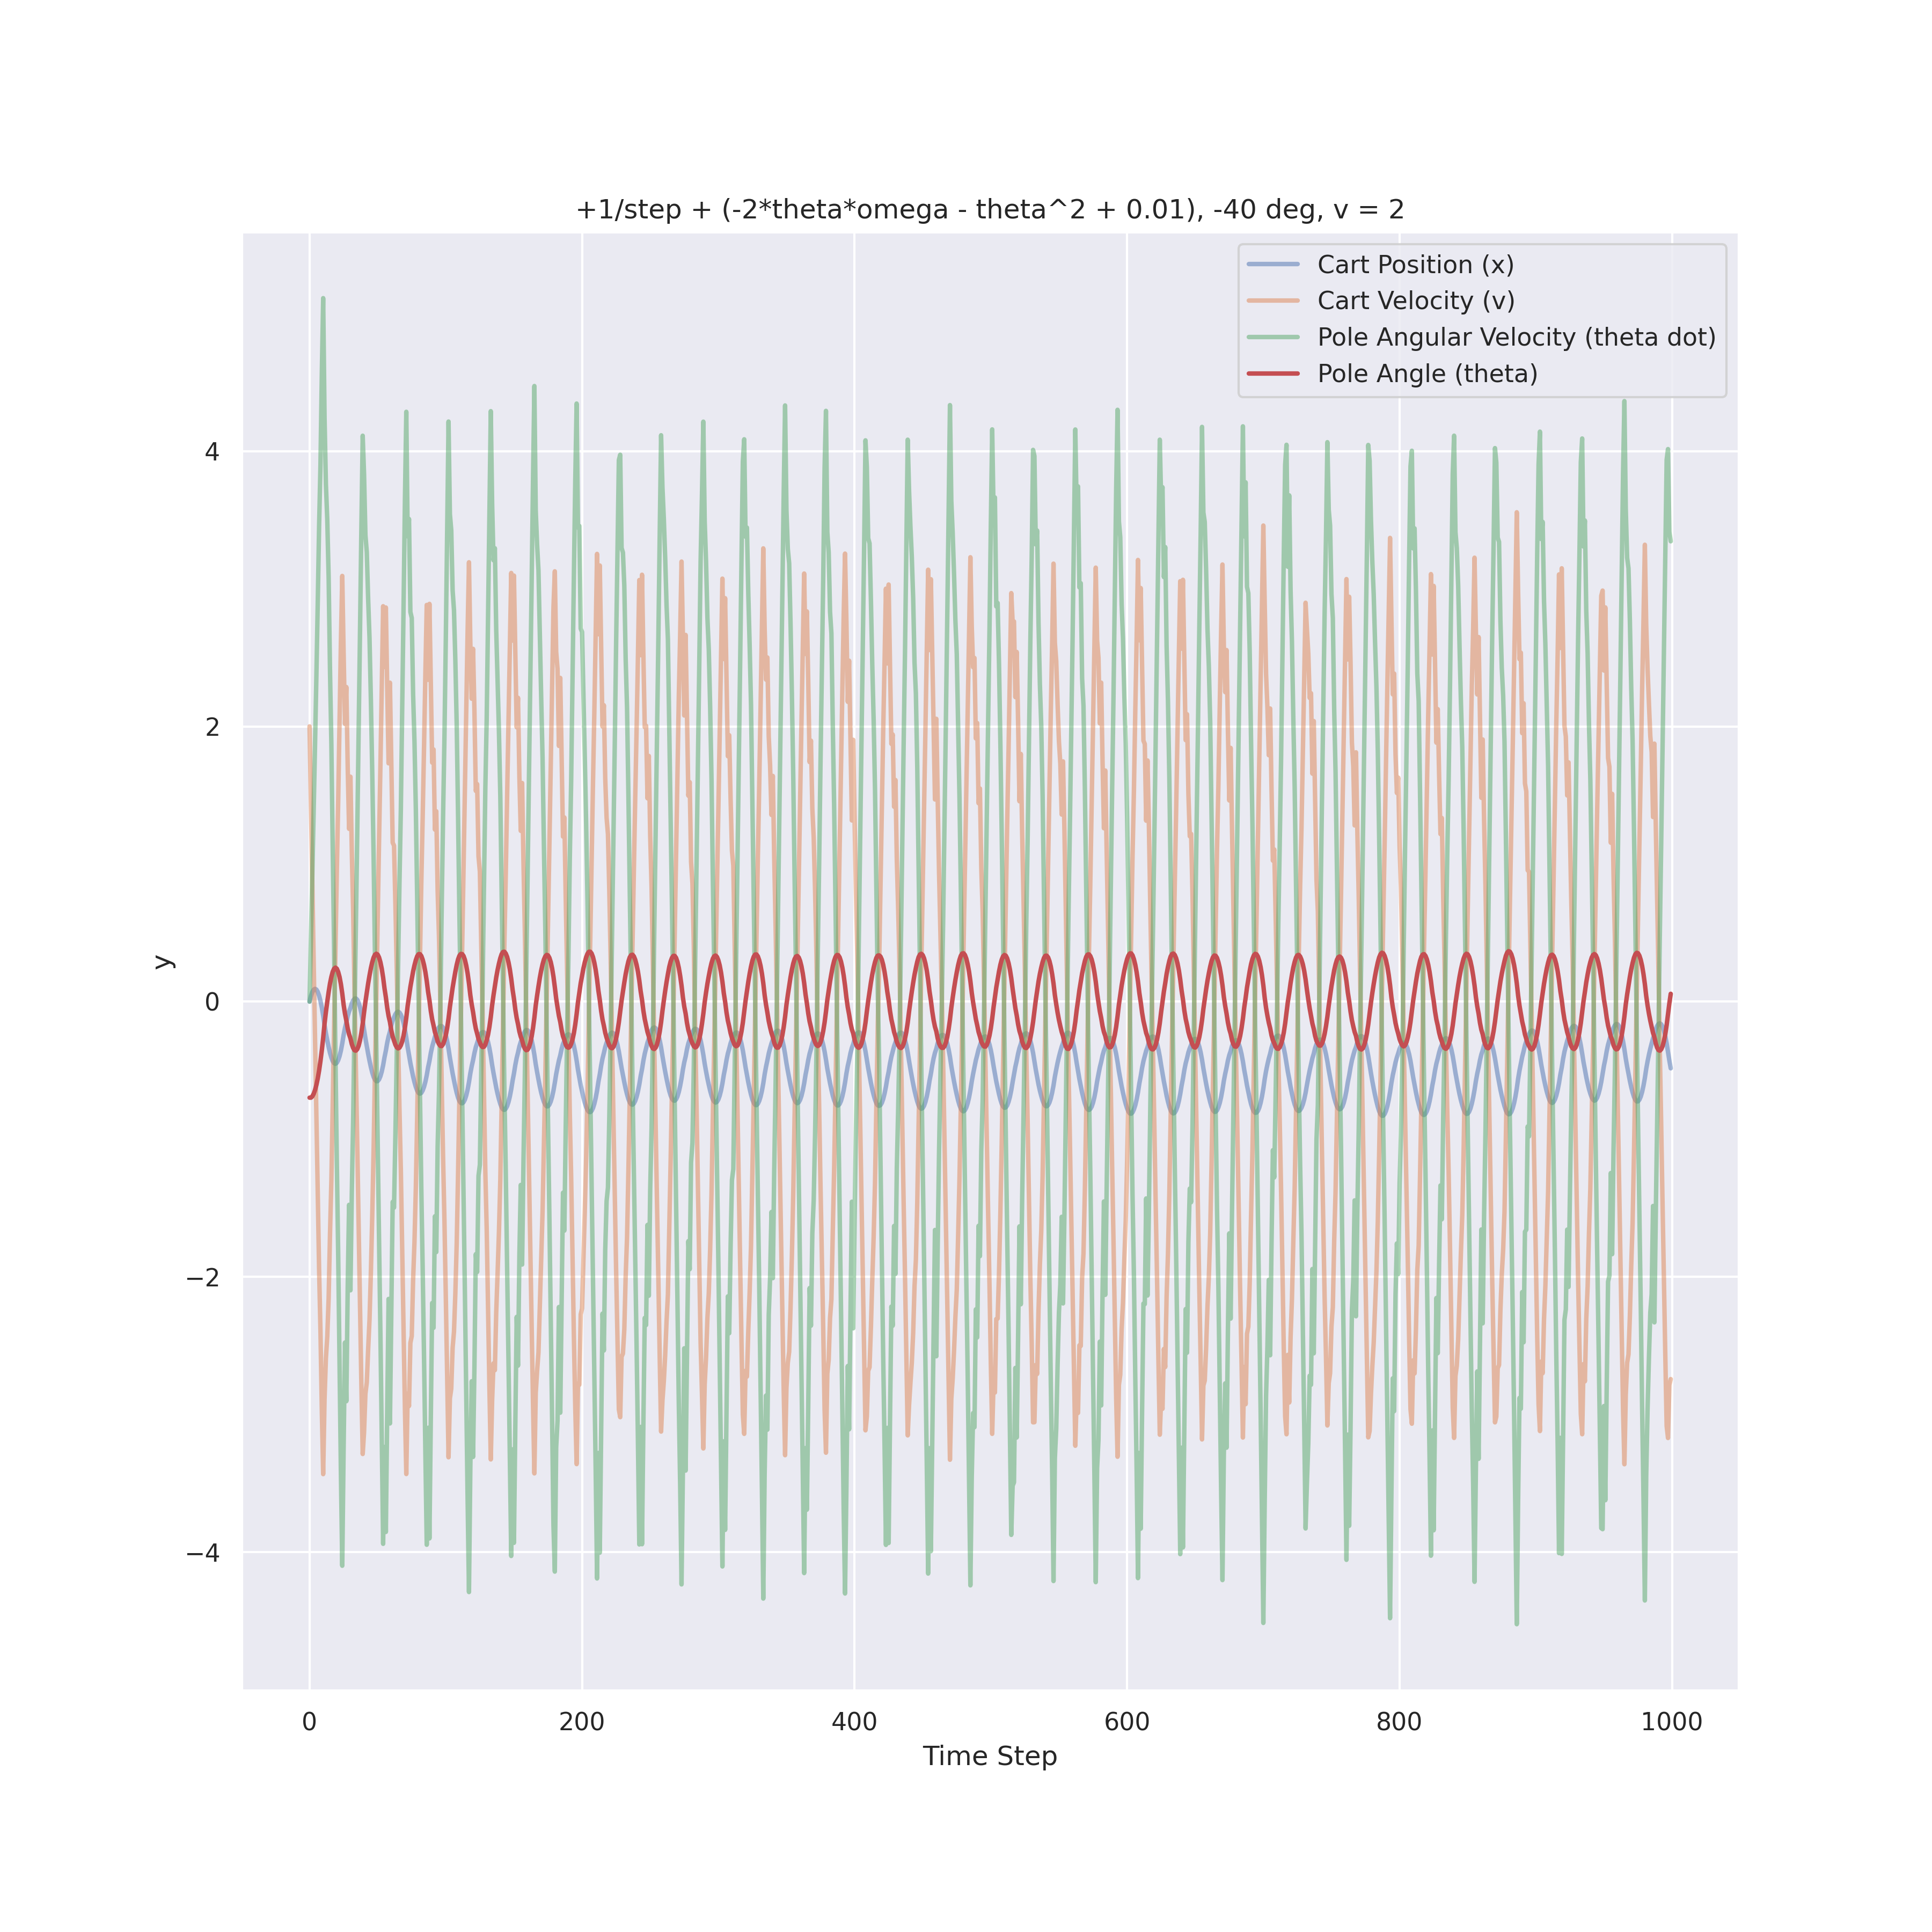 +1/step + (-2*theta*omega - theta^2 + 0.01), -40 deg, v = 2
Cart Position (x)
Cart Velocity (v)
Pole Angular Velocity (theta dot)
Pole Angle (theta)
4
2
0
−2
−4
y
0 200 400 600 800 1000
Time Step